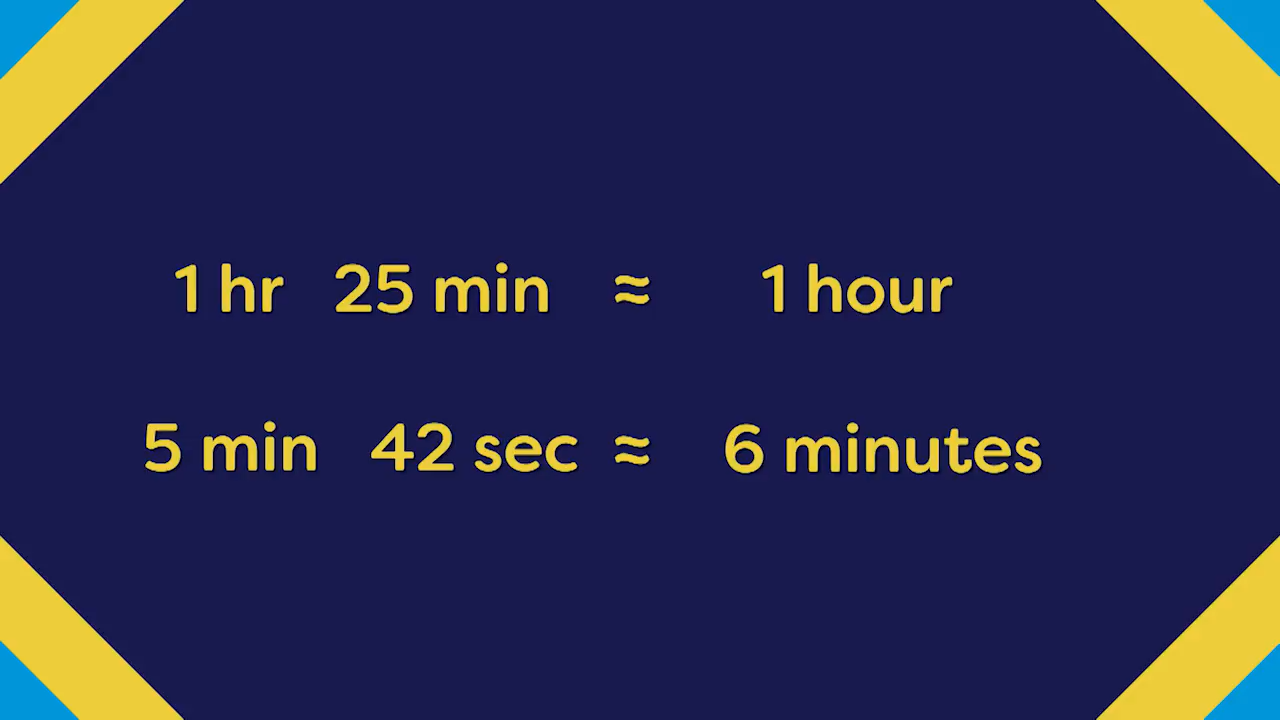 1 hr 25 min ≈ 1 hour
5 min 42 sec ≈ 6 minutes